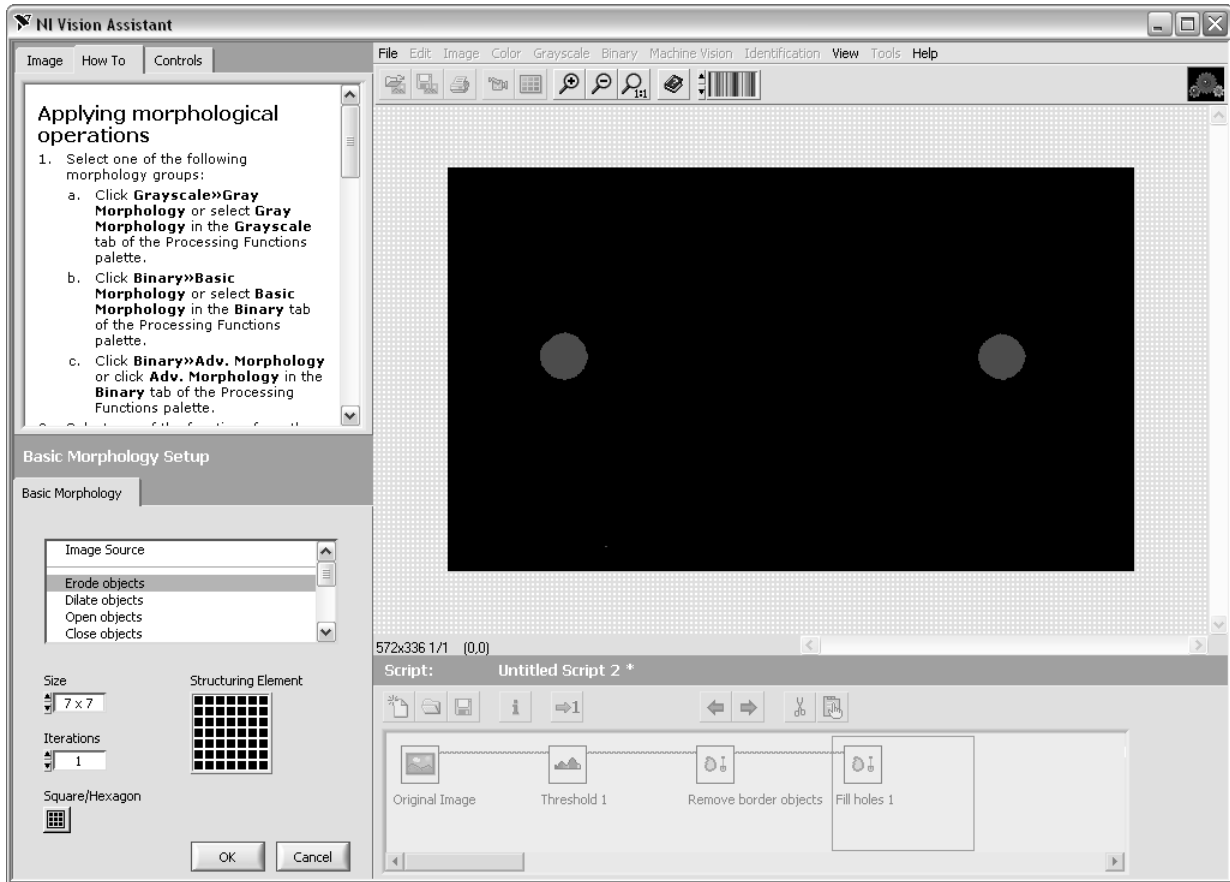 NI Vision Assistant
Image How To Controls
File Edit Image Color Grayscale Binary Machine Vision Identification View Tools Help
1:1
Applying morphological
operations
1. Select one of the following
morphology groups:
a. Click Grayscale»Gray
Morphology or select Gray
Morphology in the Grayscale
tab of the Processing Functions
palette.
b. Click Binary»Basic
Morphology or select Basic
Morphology in the Binary tab
of the Processing Functions
palette.
c. Click Binary»Adv. Morphology
or click Adv. Morphology in the
Binary tab of the Processing
Functions palette.
Basic Morphology Setup
Basic Morphology
Image Source
Erode objects
Dilate objects
Open objects
Close objects
Size
7 x 7
Structuring Element
Iterations
1
Square/Hexagon
OK Cancel
572x336 1/1 (0,0)
Script: Untitled Script 2 *
i
1
Original Image Threshold 1 Remove border objects Fill holes 1